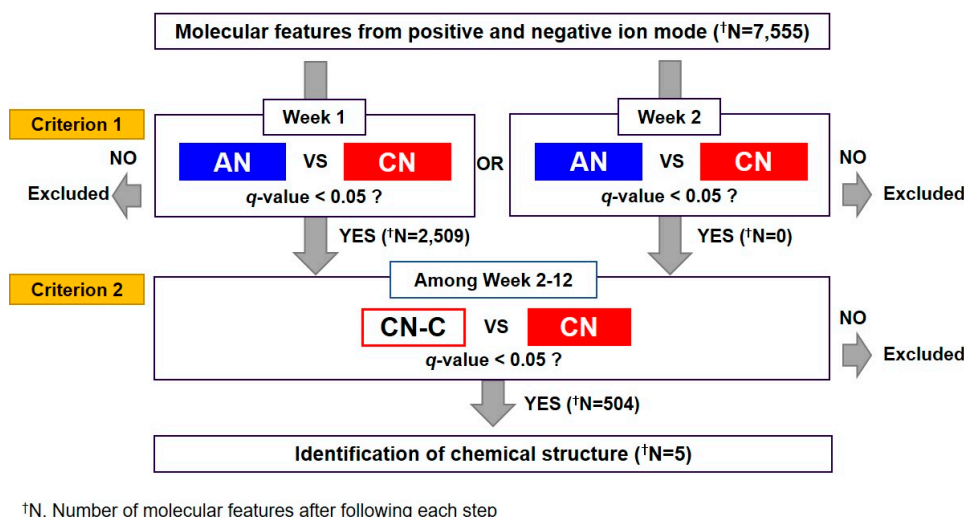 Molecular features from positive and negative ion mode (†N=7,555)
Criterion 1
Week 1
Week 2
NO
Excluded
AN VS CN
q-value < 0.05 ?
OR
AN VS CN
q-value < 0.05 ?
NO
Excluded
YES (†N=2,509)
YES (†N=0)
Criterion 2
Among Week 2-12
CN-C VS CN
q-value < 0.05 ?
NO
Excluded
YES (†N=504)
Identification of chemical structure (†N=5)
†N. Number of molecular features after following each step